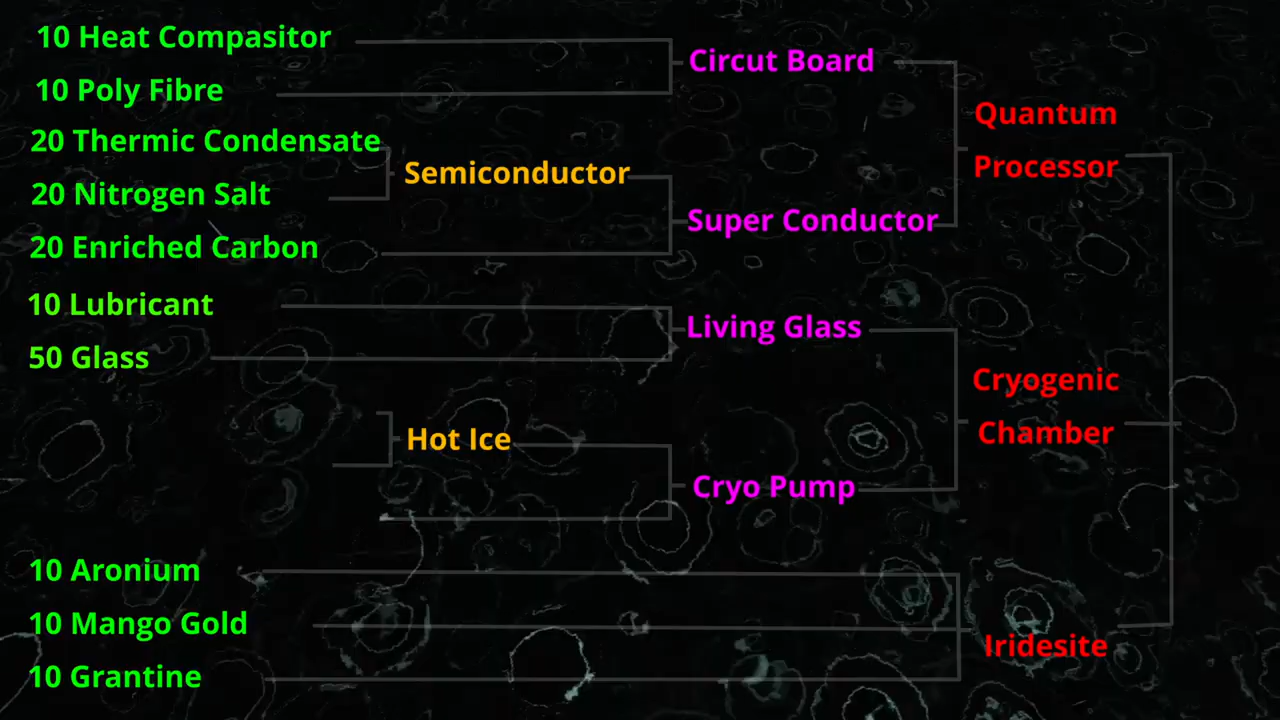 10 Heat Compasitor
10 Poly Fibre
20 Thermic Condensate
20 Nitrogen Salt
20 Enriched Carbon
10 Lubricant
50 Glass
10 Aronium
10 Mango Gold
10 Grantine
Semiconductor
Hot Ice
Circut Board
Super Conductor
Living Glass
Cryo Pump
Quantum
Processor
Cryogenic
Chamber
Iridesite